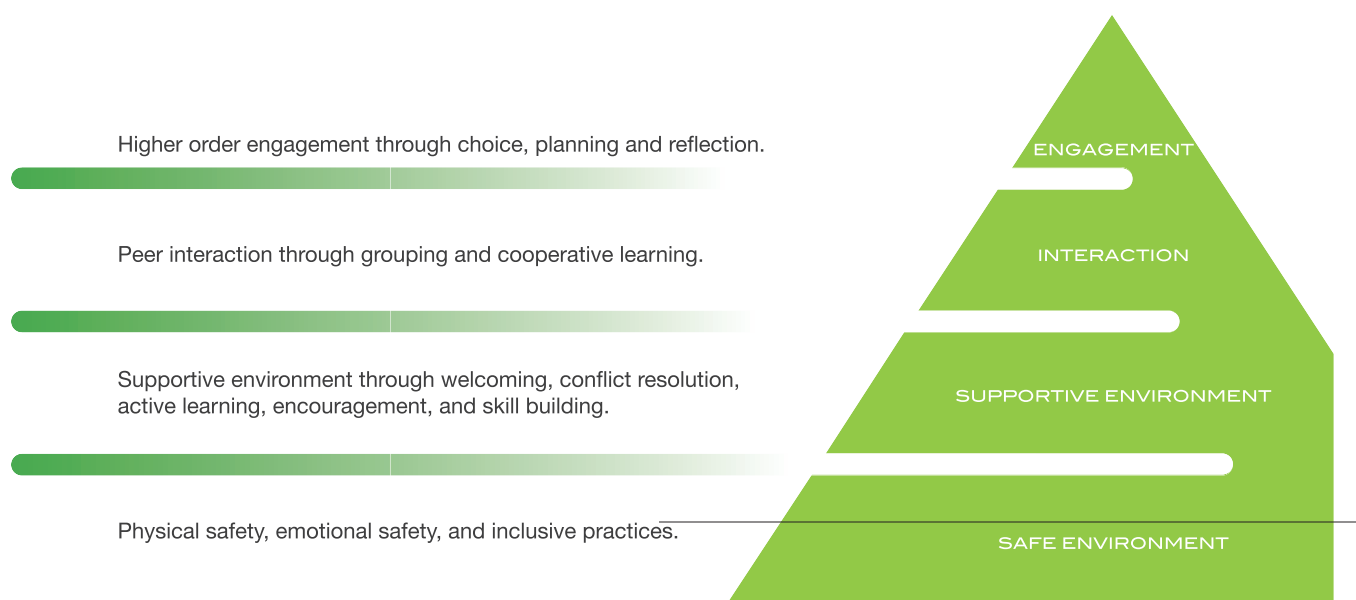 Higher order engagement through choice, planning and reflection.
ENGAGEMENT
Peer interaction through grouping and cooperative learning.
INTERACTION
Supportive environment through welcoming, conflict resolution,
active learning, encouragement, and skill building.
SUPPORTIVE ENVIRONMENT
Physical safety, emotional safety, and inclusive practices.
SAFE ENVIRONMENT